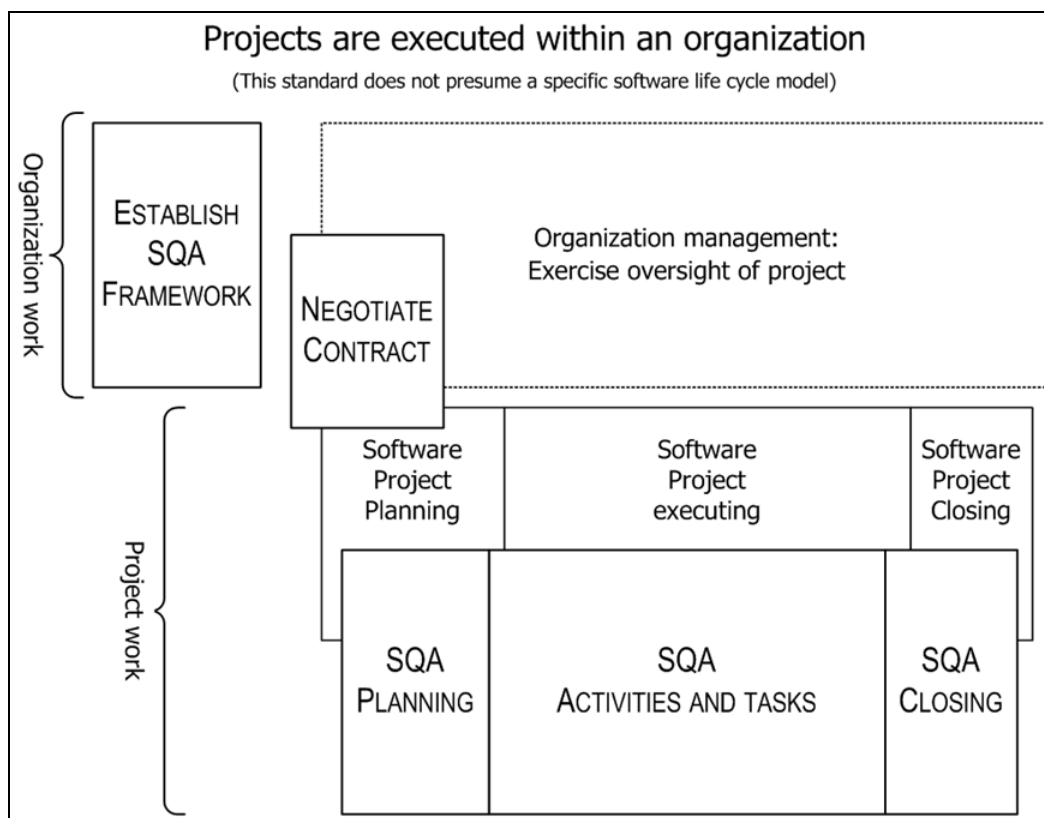 Projects are executed within an organization
(This standard does not presume a specific software life cycle model)
Organization work
ESTABLISH
SQA
FRAMEWORK
NEGOTIATE
CONTRACT
Organization management:
Exercise oversight of project
Project work
Software
Project
Planning
Software
Project
executing
Software
Project
Closing
SQA
PLANNING
SQA
ACTIVITIES AND TASKS
SQA
CLOSING